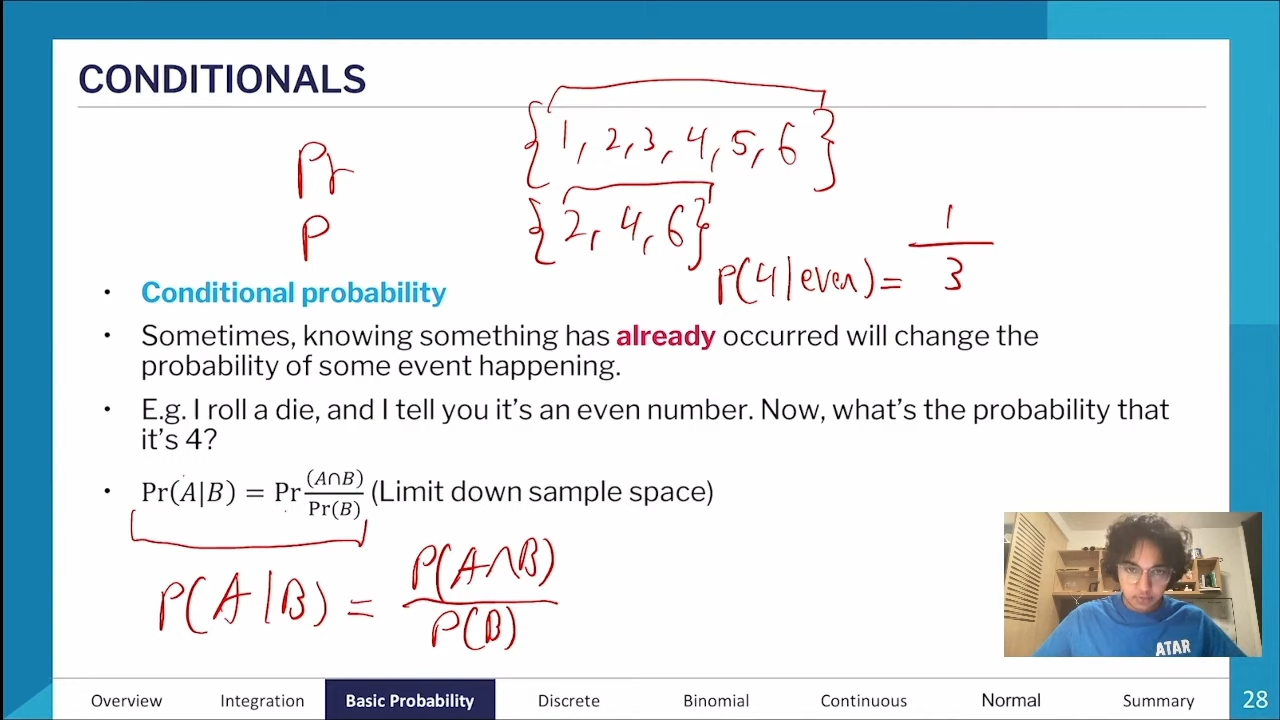 CONDITIONALS
{1, 2, 3, 4, 5, 6}
Pr
{2, 4, 6}
P
P(4|even) = 1/3
• Conditional probability
• Sometimes, knowing something has already occurred will change the
probability of some event happening.
• E.g. I roll a die, and I tell you it’s an even number. Now, what’s the probability that
it’s 4?
• Pr(A|B) = Pr (A∩B)/Pr(B) (Limit down sample space)
P(A|B) = P(A∩B)/P(B)
ATAR
Overview Integration Basic Probability Discrete Binomial Continuous Normal Summary 28